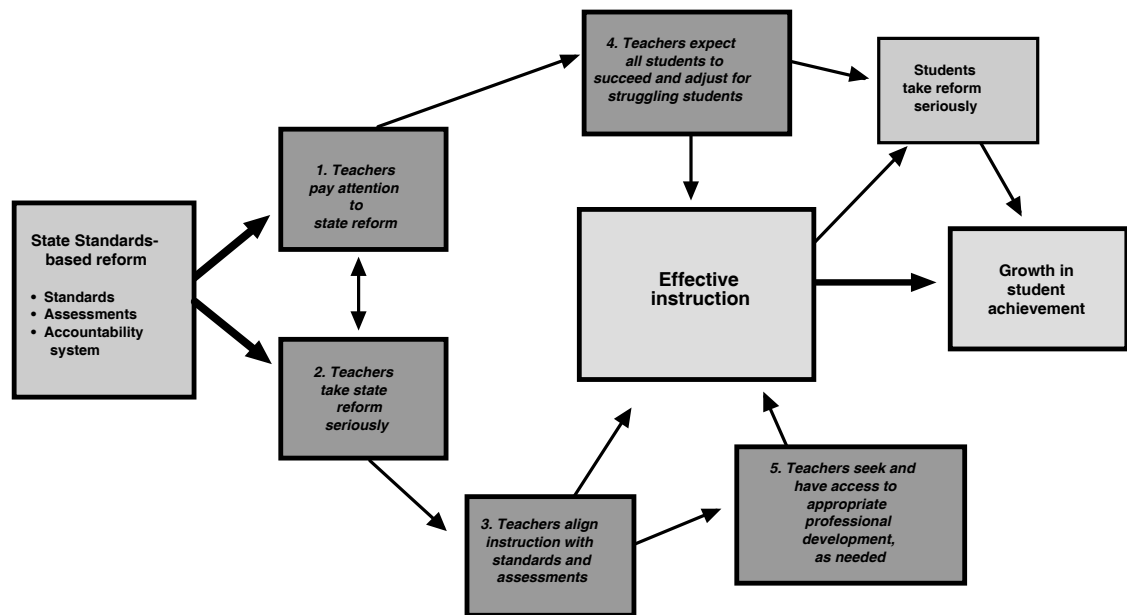 State Standards-
based reform
• Standards
• Assessments
• Accountability
system
1. Teachers
pay attention
to
state reform
2. Teachers
take state
reform
seriously
3. Teachers align
instruction with
standards and
assessments
4. Teachers expect
all students to
succeed and adjust for
struggling students
5. Teachers seek and
have access to
appropriate
professional
development,
as needed
Effective
instruction
Students
take reform
seriously
Growth in
student
achievement